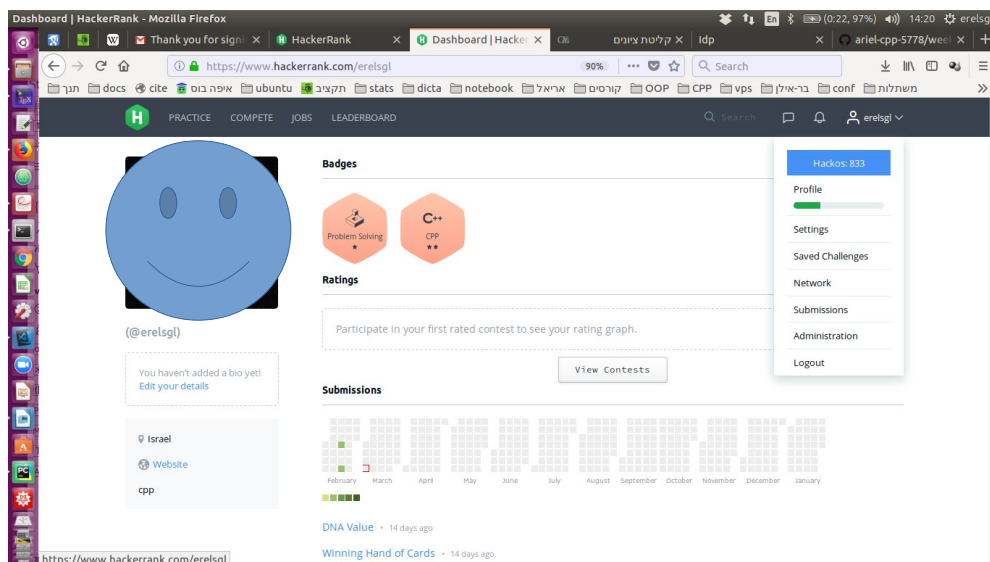 Dashboard | HackerRank - Mozilla Firefox
En (0:22, 97%) 14:20 erelsg
Thank you for signi × HackerRank × Dashboard | Hacker × קליטת ציונים × Idp × ariel-cpp-5778/wee ×
https://www.hackerrank.com/erelsgl 90% Search
תנך docs cite איפה בוס ubuntu תקציב stats dicta notebook קורסים אריאל OOP CPP vps בר-אילן conf משתלות
H PRACTICE COMPETE JOBS LEADERBOARD Search erelsgl
Hackos: 833
Profile
Settings
Saved Challenges
Network
Submissions
Administration
Logout
(@erelsgl)
You haven't added a bio yet!
Edit your details
Israel
Website
cpp
Badges
Problem Solving
C++
CPP
Ratings
Participate in your first rated contest to see your rating graph.
View Contests
Submissions
February March April May June July August September October November December January
DNA Value • 14 days ago
Winning Hand of Cards • 14 days ago
https://www.hackerrank.com/erelsgl